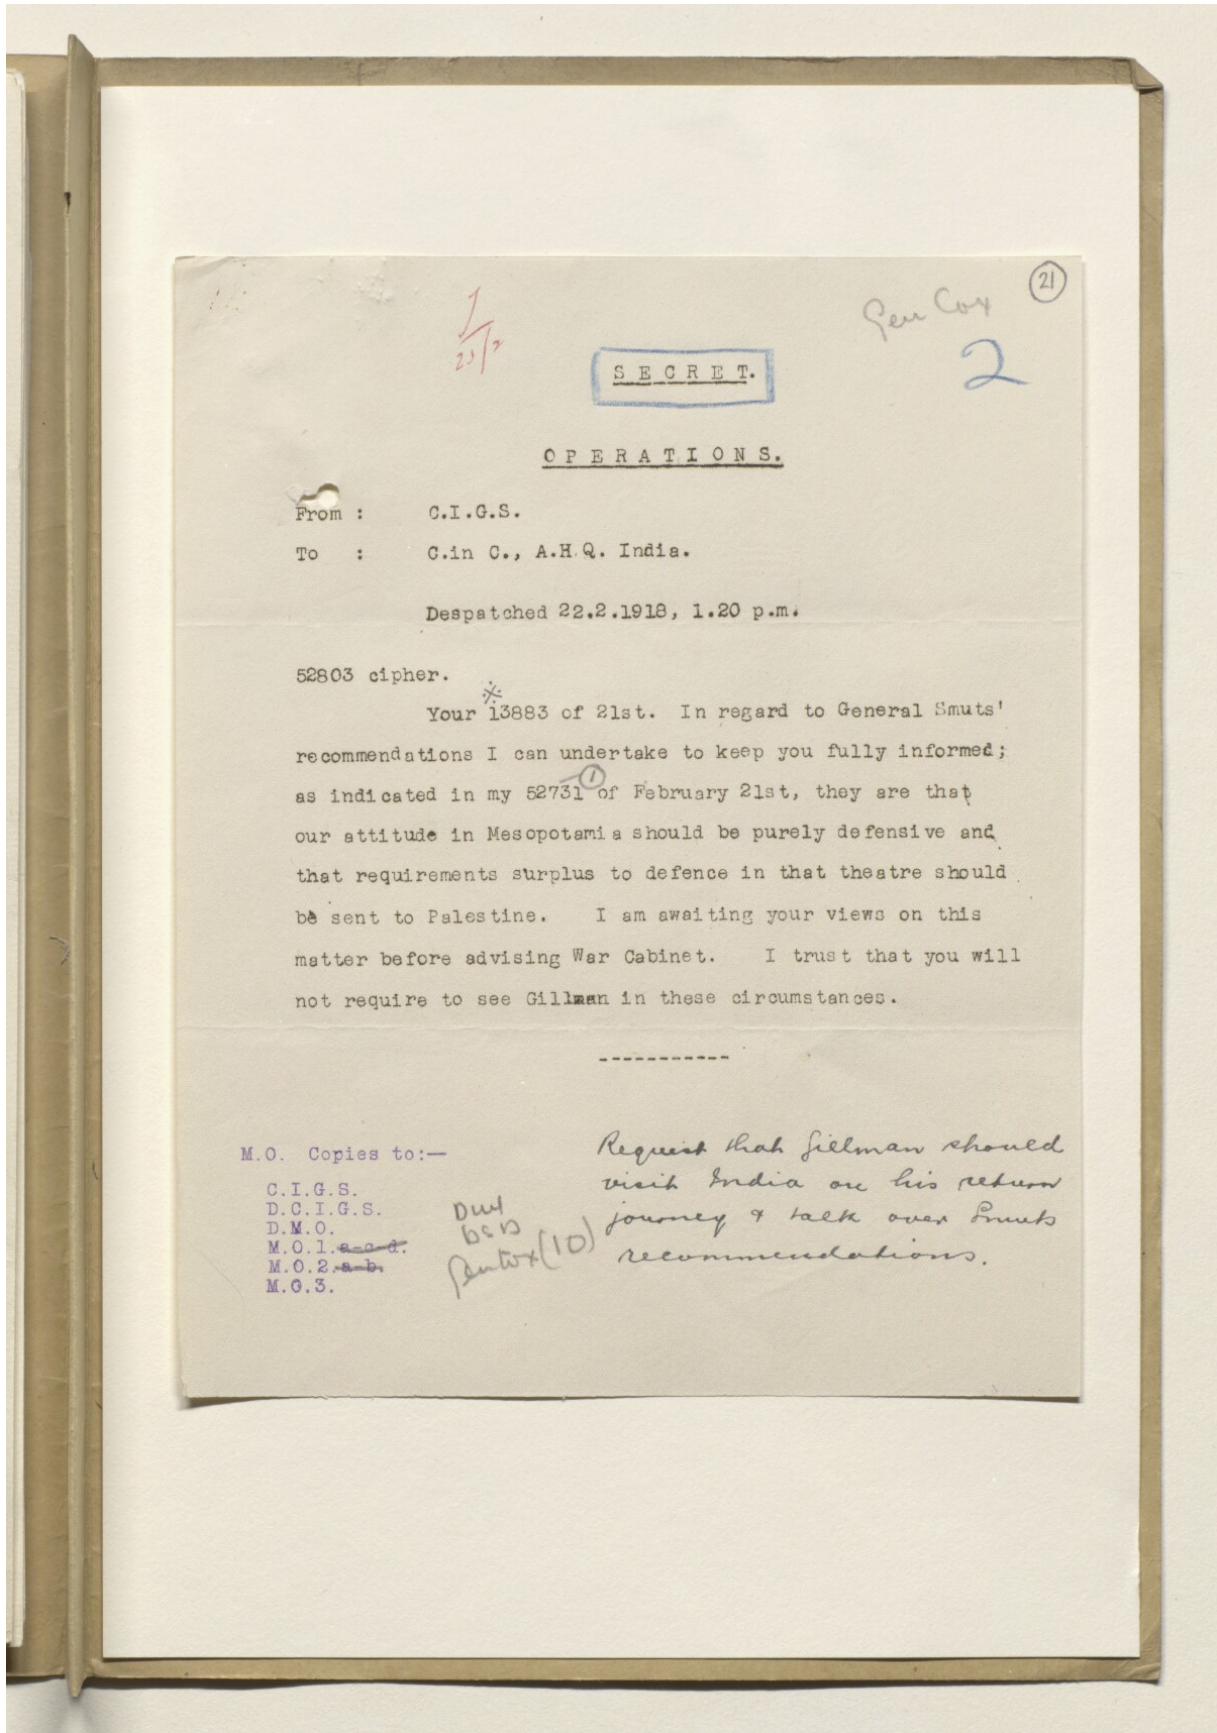 21
Gen Cox
2
SECRET.
OPERATIONS.
From : C.I.G.S.
To : C.in C., A.H.Q. India.
Despatched 22.2.1918, 1.20 p.m.
52803 cipher.
Your i3883 of 21st. In regard to General Smuts'
recommendations I can undertake to keep you fully informed;
as indicated in my 52731 (1) of February 21st, they are that
our attitude in Mesopotamia should be purely defensive and
that requirements surplus to defence in that theatre should
be sent to Palestine. I am awaiting your views on this
matter before advising War Cabinet. I trust that you will
not require to see Gillman in these circumstances.
-----------
M.O. Copies to:—
C.I.G.S.
D.C.I.G.S.
D.M.O.
M.O.1.a-c-d.
M.O.2.a-b.
M.O.3.
Gen Cox (10)
Request that Gillman should
visit India on his return
journey & talk over Smuts
recommendations.